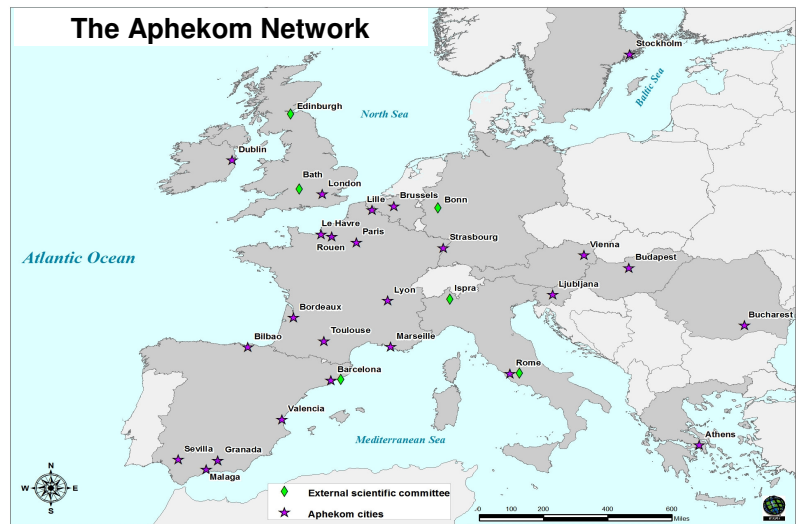 The Aphekom Network
Stockholm
Baltic Sea
Edinburgh
North Sea
Dublin
Bath
London
Lille
Brussels
Bonn
Le Havre
Paris
Rouen
Strasbourg
Vienna
Budapest
Atlantic Ocean
Lyon
Ispra
Ljubljana
Bordeaux
Bucharest
Toulouse
Marseille
Bilbao
Barcelona
Rome
Valencia
Mediterranean Sea
Athens
Sevilla
Granada
Malaga
N
W
E
S
External scientific committee
Aphekom cities
0 100 200 400 600
Miles